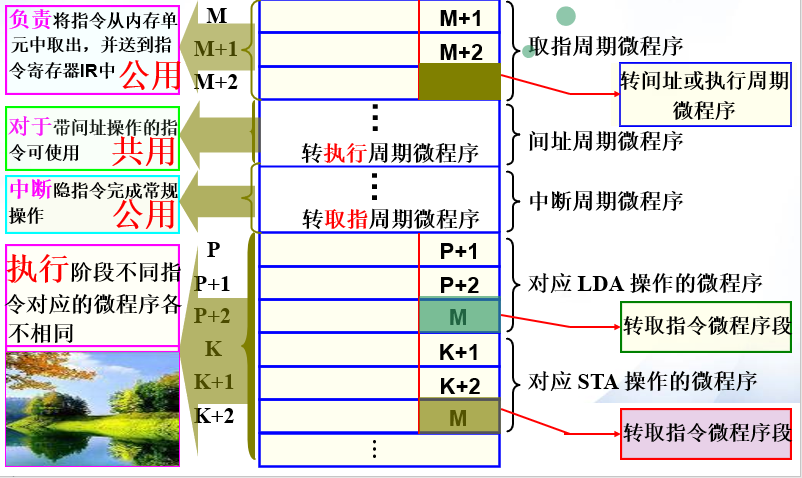 负责将指令从内存单
元中取出，并送到指
令寄存器IR中 公用
对于带间址操作的指
令可使用 共用
中断隐指令完成常规
操作 公用
执行阶段不同指
令对应的微程序各
不相同
M
M+1
M+2
P
P+1
P+2
K
K+1
K+2
M+1
M+2
⋮
转执行周期微程序
⋮
转取指周期微程序
P+1
P+2
M
K+1
K+2
M
⋮
取指周期微程序
转间址或执行周期
微程序
间址周期微程序
中断周期微程序
对应 LDA 操作的微程序
转取指令微程序段
对应 STA 操作的微程序
转取指令微程序段